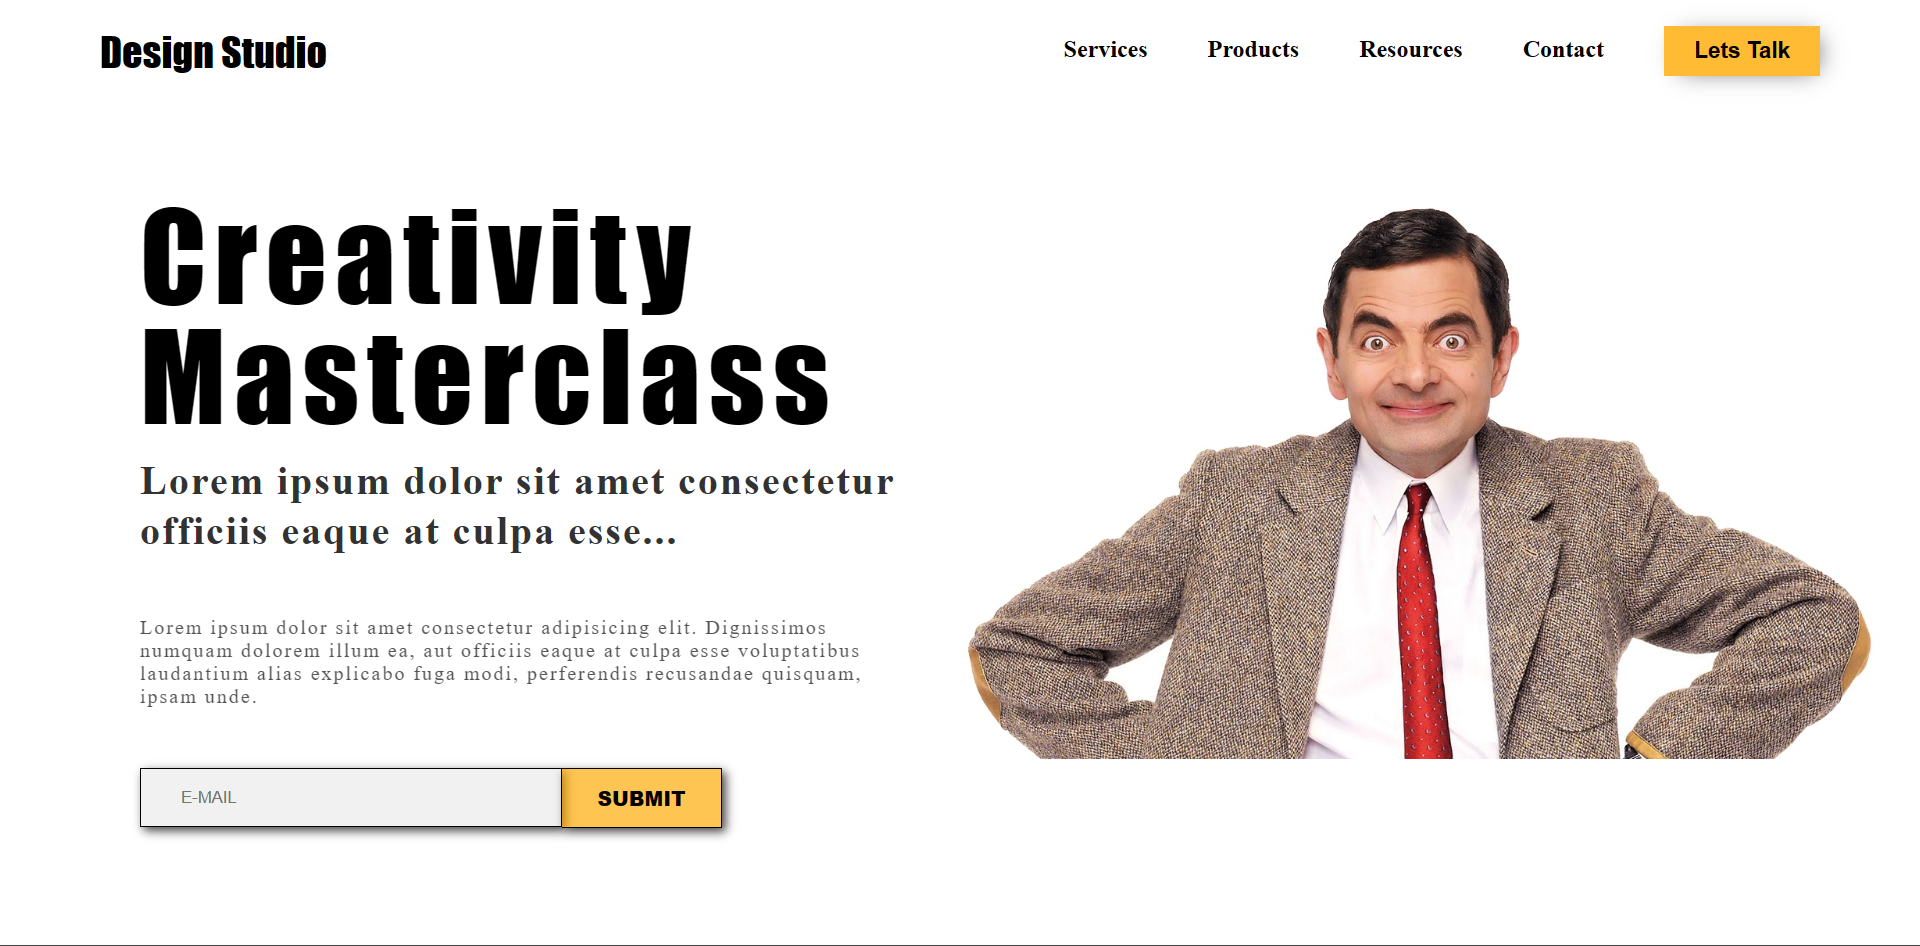 Design Studio
Services
Products
Resources
Contact
Lets Talk
Creativity
Masterclass
Lorem ipsum dolor sit amet consectetur
officiis eaque at culpa esse...
Lorem ipsum dolor sit amet consectetur adipisicing elit. Dignissimos
numquam dolorem illum ea, aut officiis eaque at culpa esse voluptatibus
laudantium alias explicabo fuga modi, perferendis recusandae quisquam,
ipsam unde.
E-MAIL
SUBMIT